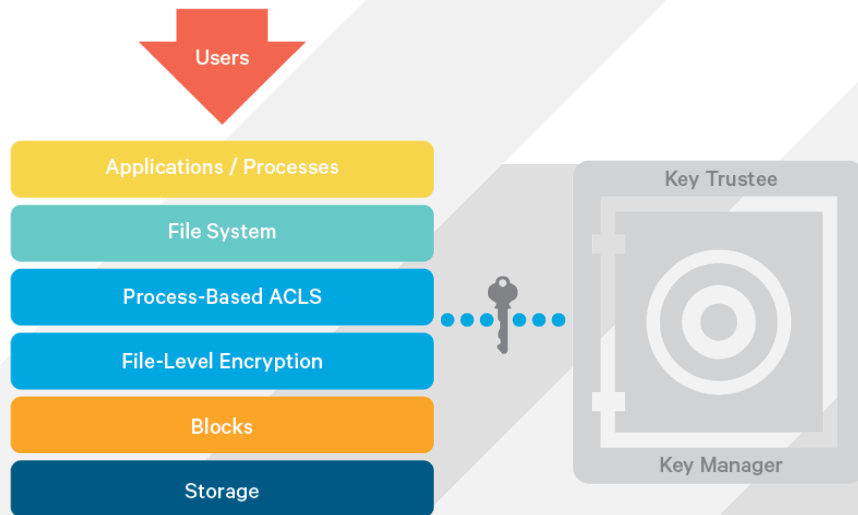 Users
Applications / Processes
File System
Process-Based ACLS
File-Level Encryption
Blocks
Storage
Key Trustee
Key Manager